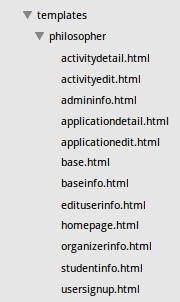 templates
philosopher
activitydetail.html
activityedit.html
admininfo.html
applicationdetail.html
applicationedit.html
base.html
baseinfo.html
edituserinfo.html
homepage.html
organizerinfo.html
studentinfo.html
usersignup.html